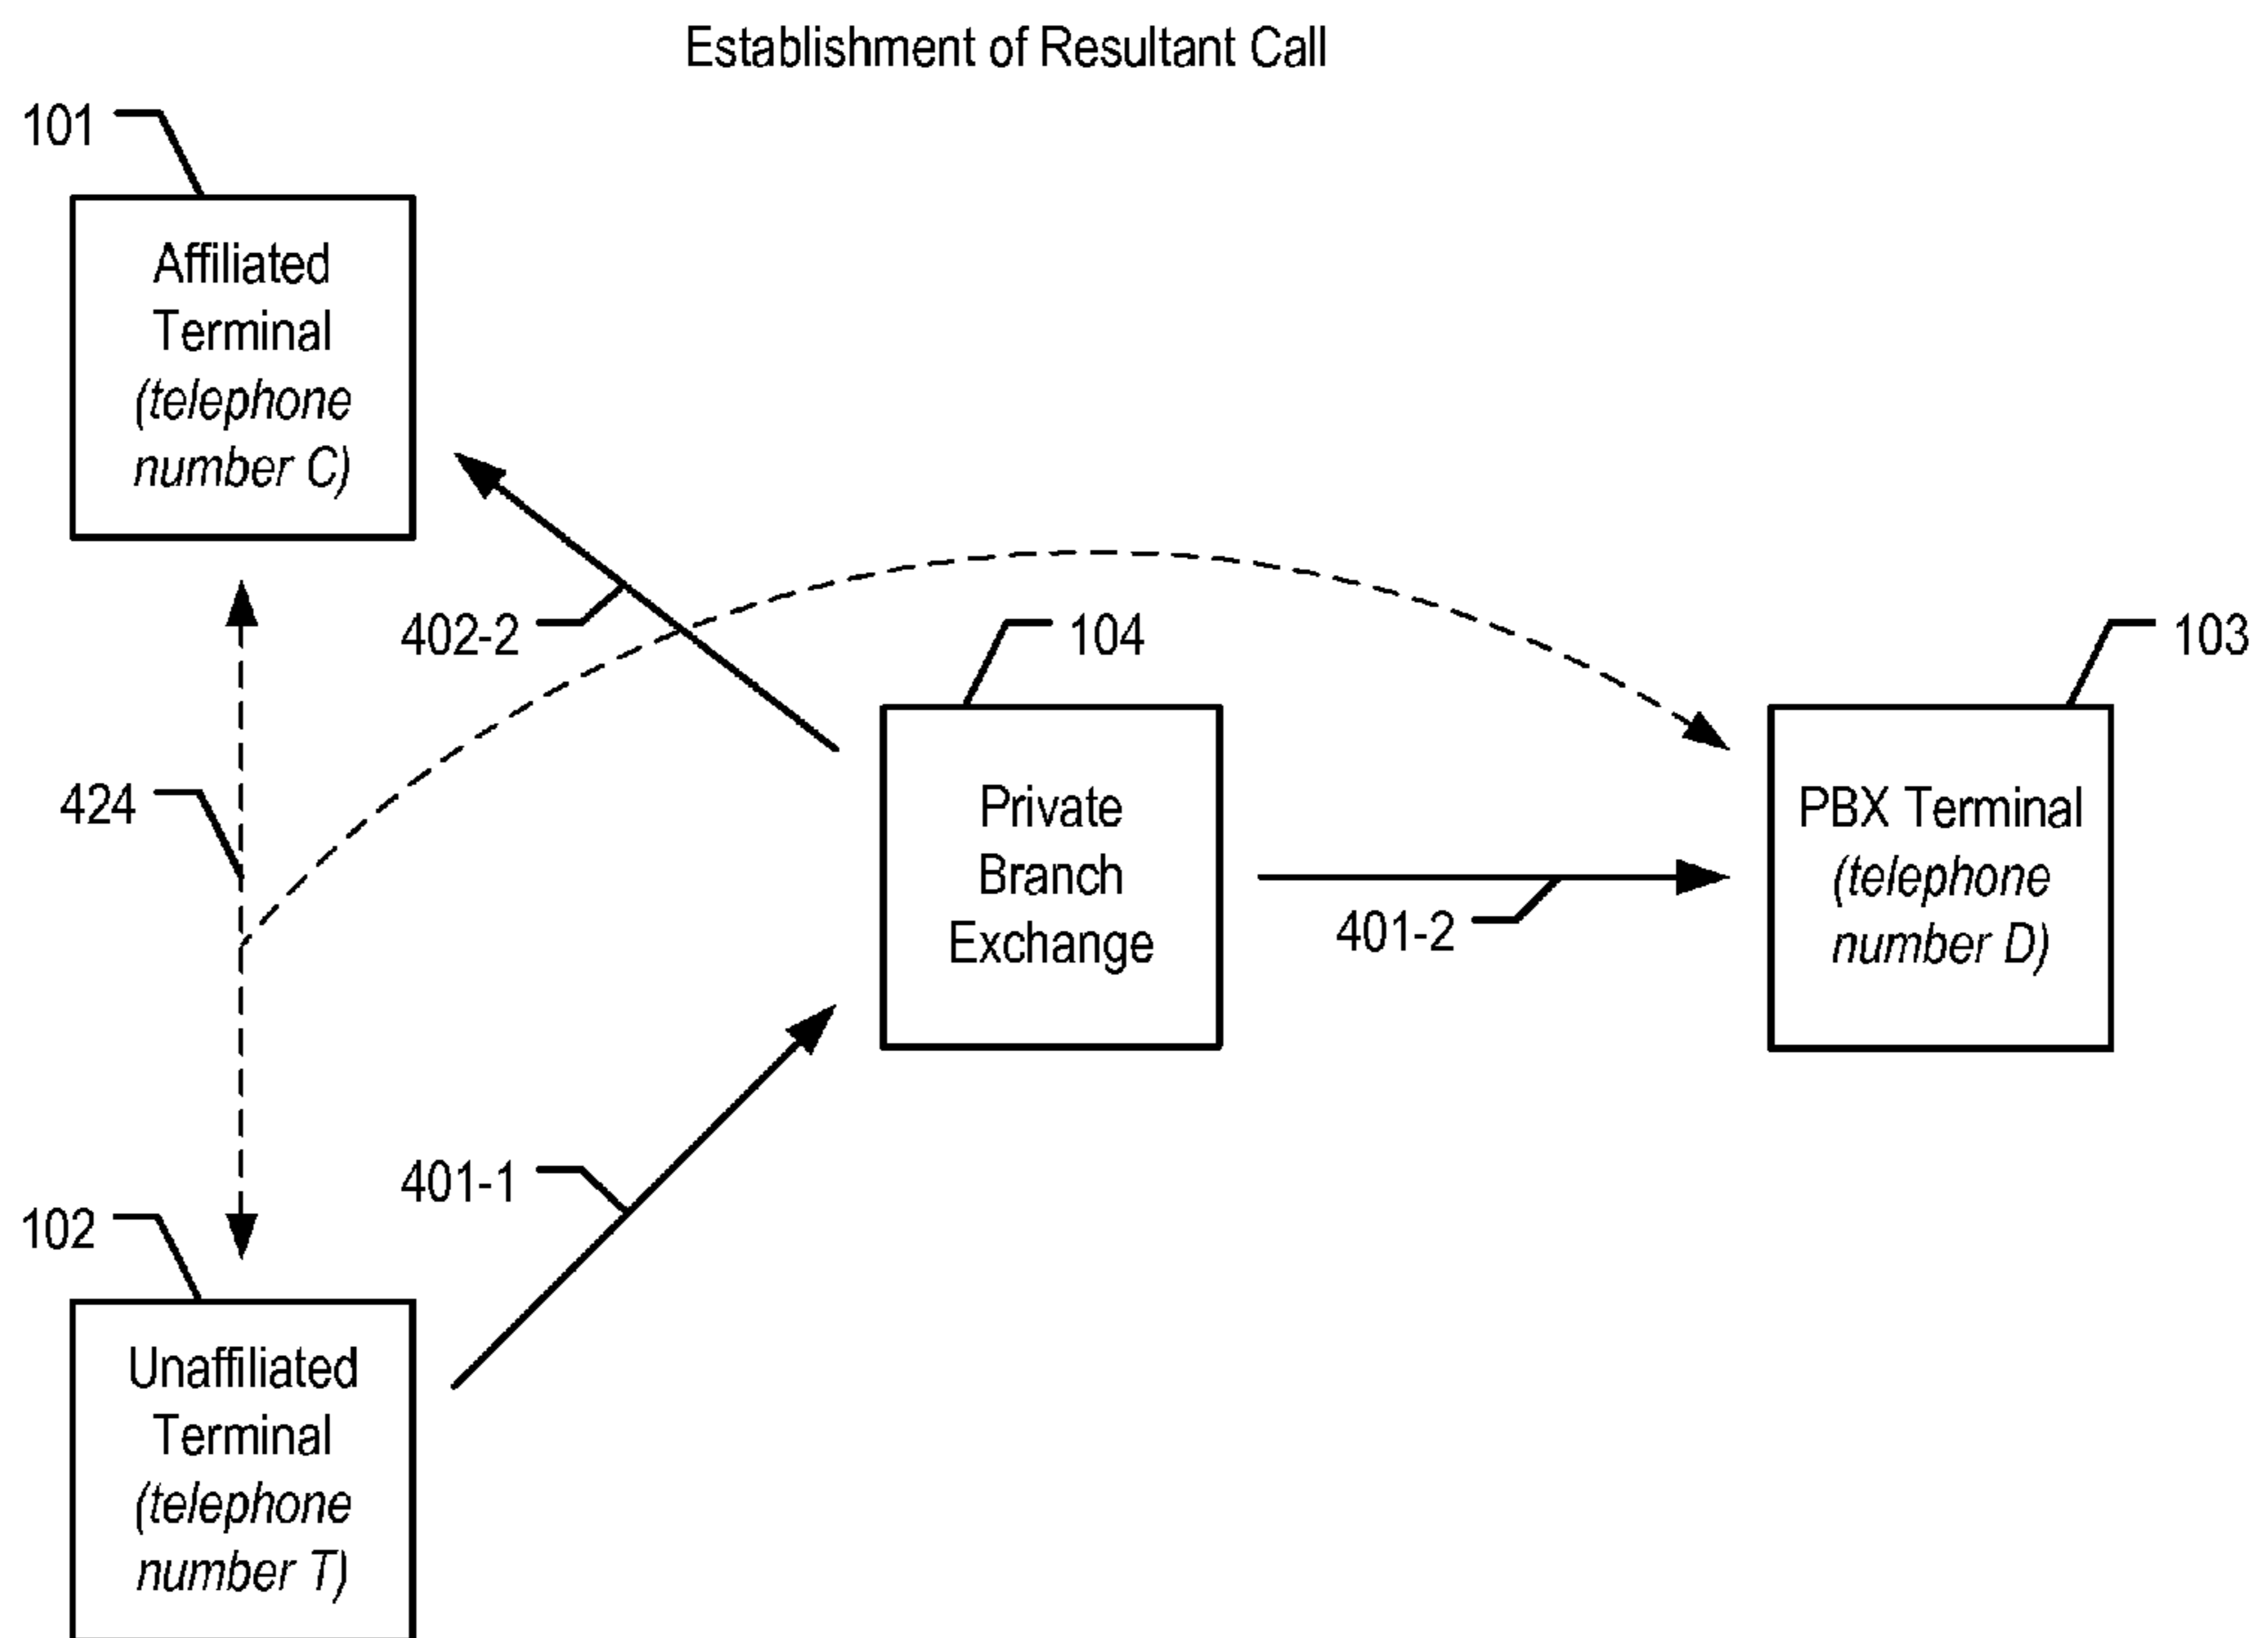 Establishment of Resultant Call
101
Affiliated
Terminal
(telephone
number C)
402-2
104
103
424
Private
Branch
Exchange
PBX Terminal
(telephone
number D)
401-2
401-1
102
Unaffiliated
Terminal
(telephone
number T)